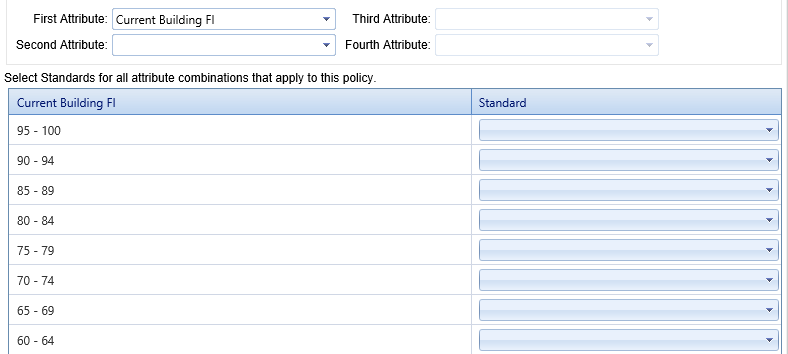 First Attribute: Current Building FI Third Attribute:
Second Attribute: Fourth Attribute:
Select Standards for all attribute combinations that apply to this policy.
Current Building FI Standard
95 - 100
90 - 94
85 - 89
80 - 84
75 - 79
70 - 74
65 - 69
60 - 64